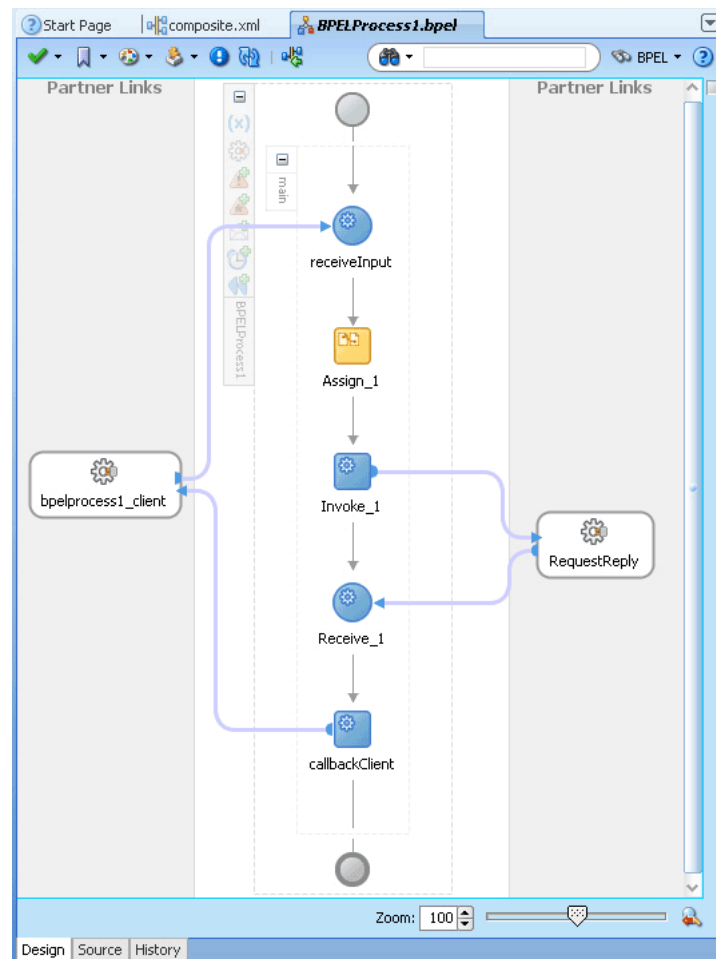 Start Page composite.xml BPELProcess1.bpel
BPEL
Partner Links Partner Links
(x)
main
receiveInput
BPELProcess1
Assign_1
bpelprocess1_client
Invoke_1
RequestReply
Receive_1
callbackClient
Zoom: 100
Design Source History